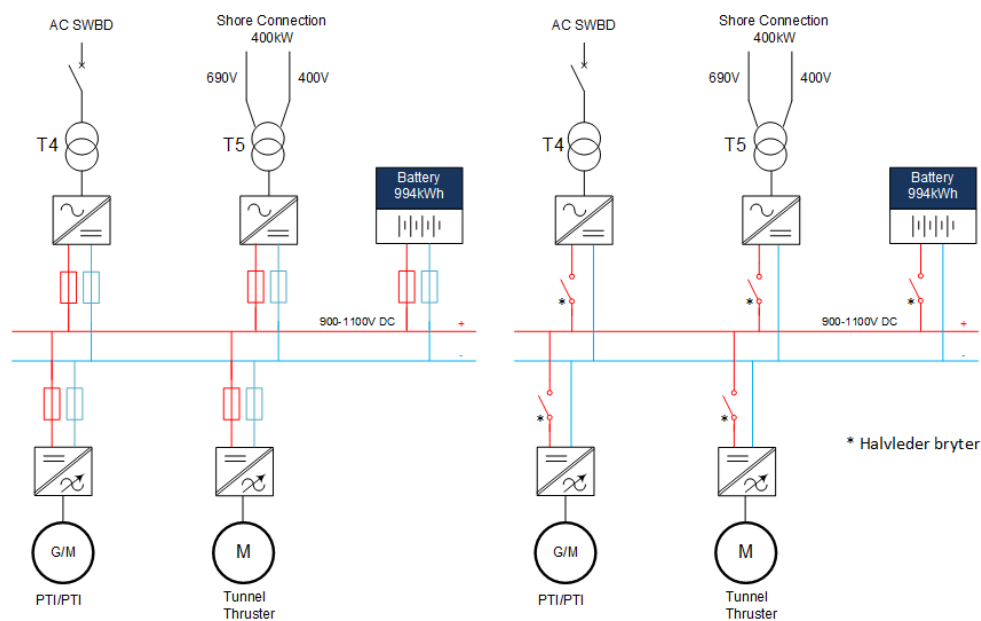 AC SWBD
Shore Connection
400kW
690V
400V
T4
T5
Battery
994kWh
900-1100V DC
+
-
G/M
M
PTI/PTI
Tunnel
Thruster
AC SWBD
Shore Connection
400kW
690V
400V
T4
T5
Battery
994kWh
*
*
*
900-1100V DC
+
-
*
*
* Halvleder bryter
G/M
M
PTI/PTI
Tunnel
Thruster